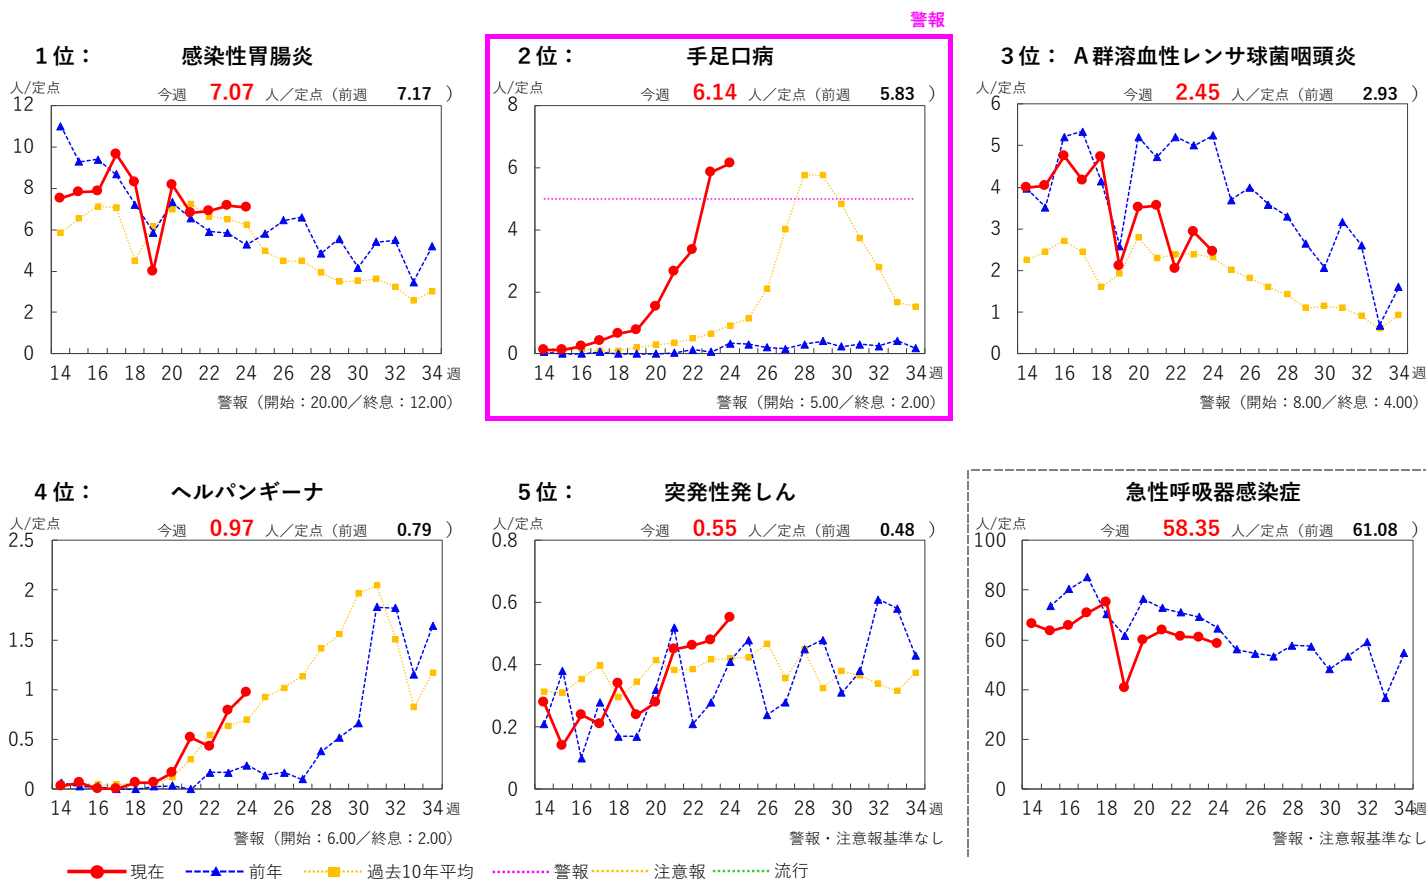 警報
1位： 感染性胃腸炎
人/定点 今週 7.07 人／定点（前週 7.17 ）
12
10
8
6
4
2
0
14 16 18 20 22 24 26 28 30 32 34 週
警報（開始：20.00／終息：12.00）
2位： 手足口病
人/定点 今週 6.14 人／定点（前週 5.83 ）
8
6
4
2
0
14 16 18 20 22 24 26 28 30 32 34 週
警報（開始：5.00／終息：2.00）
3位： A群溶血性レンサ球菌咽頭炎
人/定点 今週 2.45 人／定点（前週 2.93 ）
6
5
4
3
2
1
0
14 16 18 20 22 24 26 28 30 32 34 週
警報（開始：8.00／終息：4.00）
4位： ヘルパンギーナ
人/定点 今週 0.97 人／定点（前週 0.79 ）
2.5
2
1.5
1
0.5
0
14 16 18 20 22 24 26 28 30 32 34 週
警報（開始：6.00／終息：2.00）
5位： 突発性発しん
人/定点 今週 0.55 人／定点（前週 0.48 ）
0.8
0.6
0.4
0.2
0
14 16 18 20 22 24 26 28 30 32 34 週
警報・注意報基準なし
急性呼吸器感染症
人/定点 今週 58.35 人／定点（前週 61.08 ）
100
80
60
40
20
0
14 16 18 20 22 24 26 28 30 32 34 週
警報・注意報基準なし
現在 前年 過去10年平均 警報 注意報 流行